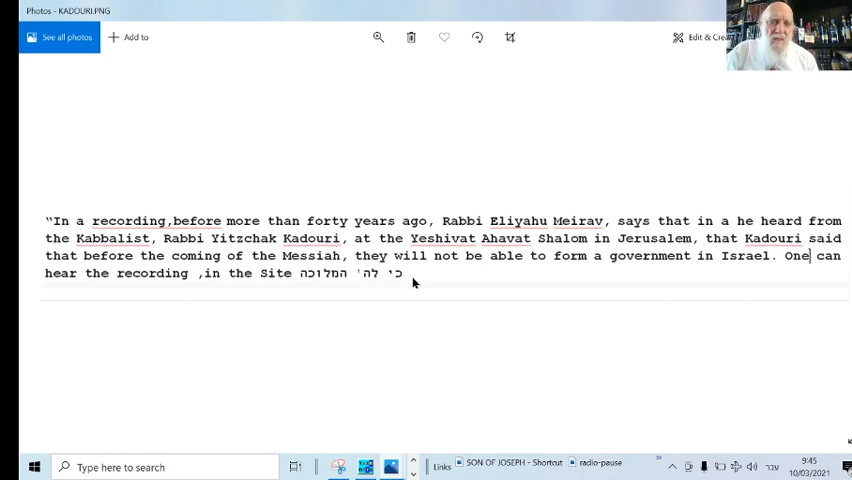 Photos - KADOURI.PNG
See all photos
Add to
Edit & Crea
“In a recording,before more than forty years ago, Rabbi Eliyahu Meirav, says that in a he heard from
the Kabbalist, Rabbi Yitzchak Kadouri, at the Yeshivat Ahavat Shalom in Jerusalem, that Kadouri said
that before the coming of the Messiah, they will not be able to form a government in Israel. One can
hear the recording ,in the Site כי לה' המלוכה
Type here to search
Links
SON OF JOSEPH - Shortcut
radio-pause
עבר
9:45
10/03/2021